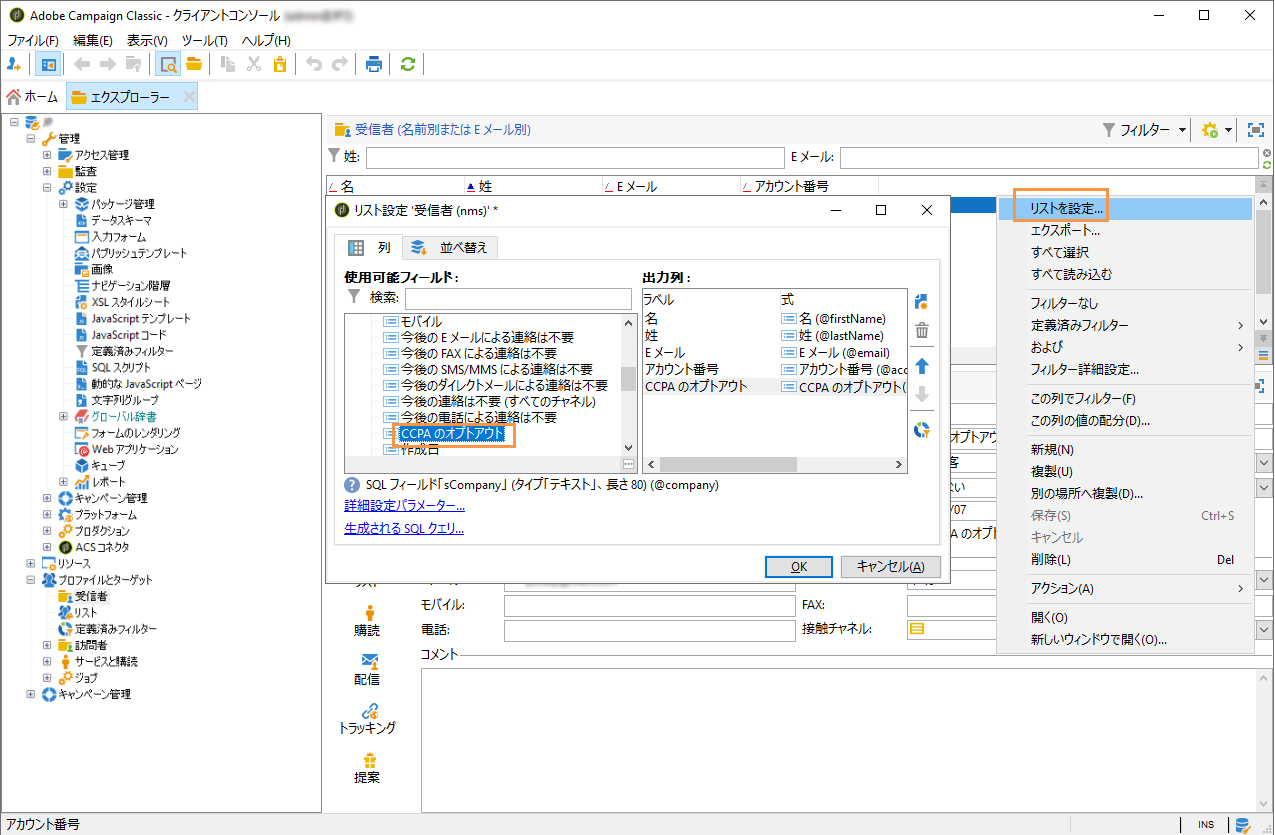 Adobe Campaign Classic - クライアントコンソール
ファイル(F) 編集(E) 表示(V) ツール(T) ヘルプ(H)
ホーム エクスプローラー
管理
アクセス管理
監査
設定
パッケージ管理
データスキーマ
入力フォーム
パブリッシュテンプレート
画像
ナビゲーション階層
XSL スタイルシート
JavaScript テンプレート
JavaScript コード
定義済みフィルター
SQL スクリプト
動的な JavaScript ページ
文字列グループ
グローバル辞書
フォームのレンダリング
Web アプリケーション
キューブ
レポート
キャンペーン管理
プラットフォーム
プロダクション
ACS コネクタ
リソース
プロファイルとターゲット
受信者
リスト
定義済みフィルター
訪問者
サービスと購読
ジョブ
キャンペーン管理
受信者 (名前別または E メール別)
フィルター
姓: E メール:
名 姓 E メール アカウント番号
リスト設定 '受信者 (nms)' *
列 並べ替え
使用可能フィールド:
検索:
モバイル
今後の E メールによる連絡は不要
今後の FAX による連絡は不要
今後の SMS/MMS による連絡は不要
今後のダイレクトメールによる連絡は不要
今後の連絡は不要 (すべてのチャネル)
今後の電話による連絡は不要
CCPA のオプトアウト
作成日
出力列:
ラベル 式
名 名 (@firstName)
姓 姓 (@lastName)
E メール E メール (@email)
アカウント番号 アカウント番号 (@acc
CCPA のオプトアウト CCPA のオプトアウト(
SQL フィールド「sCompany」 (タイプ「テキスト」、長さ 80) (@company)
詳細設定パラメーター...
生成される SQL クエリ...
OK キャンセル(A)
リストを設定...
エクスポート...
すべて選択
すべて読み込む
フィルターなし
定義済みフィルター
および
フィルター詳細設定...
この列でフィルター(F)
この列の値の配分(D)...
新規(N)
複製(U)
別の場所へ複製(D)...
保存(S) Ctrl+S
キャンセル
削除(L) Del
アクション(A)
開く(O)
新しいウィンドウで開く(O)...
オプトアウ
客
ない
/07
PA のオプト
モバイル: FAX:
電話: 接触チャネル:
コメント
購読
配信
トラッキング
提案
アカウント番号 INS